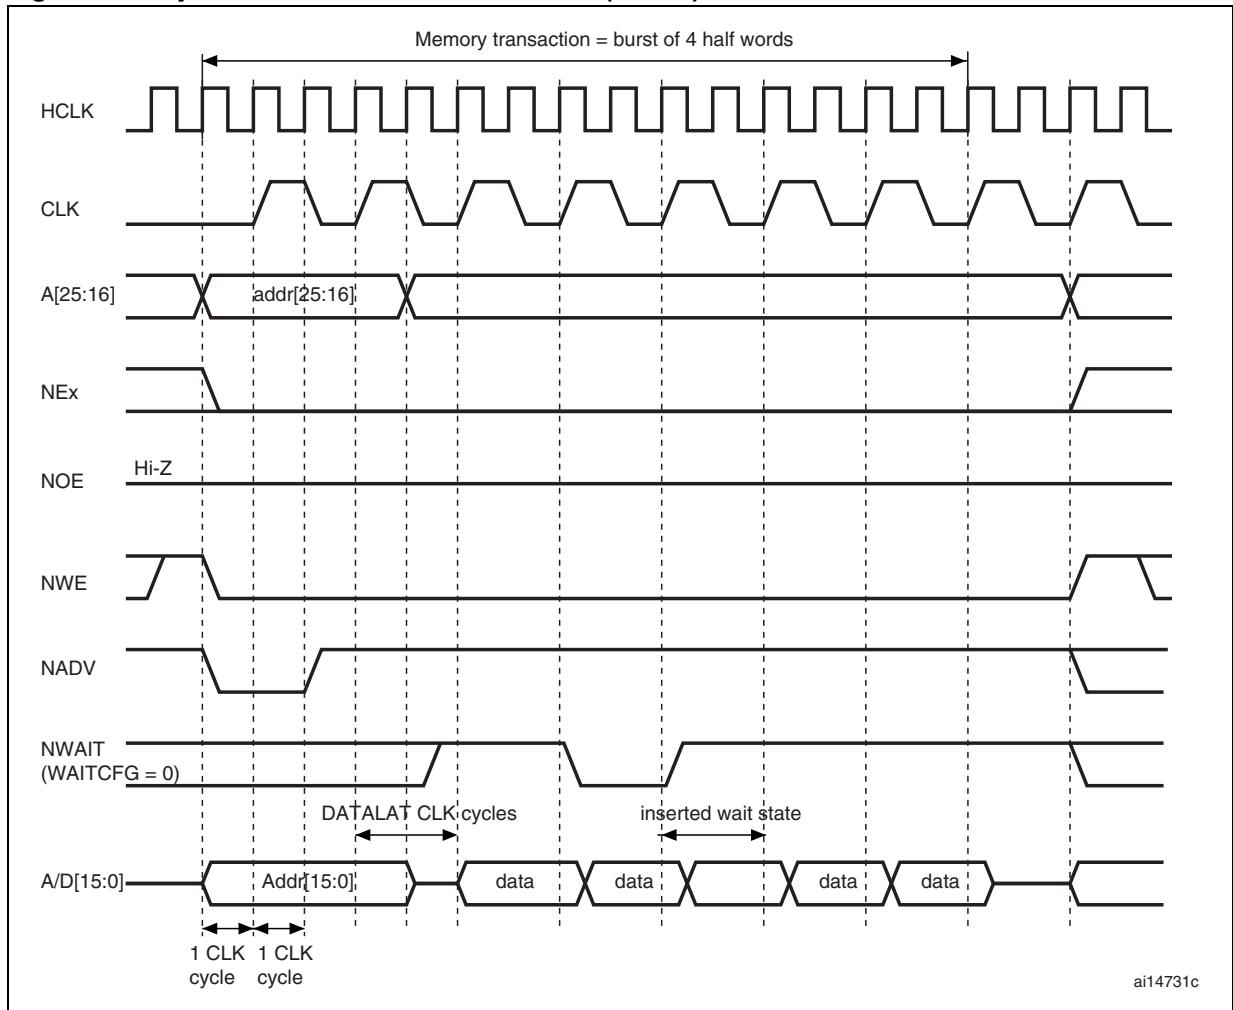 Memory transaction = burst of 4 half words
HCLK
CLK
A[25:16]
addr[25:16]
NEx
NOE
Hi-Z
NWE
NADV
NWAIT
(WAITCFG = 0)
DATALAT CLK cycles
inserted wait state
A/D[15:0]
Addr[15:0]
data
data
data
data
1 CLK
cycle
1 CLK
cycle
ai14731c